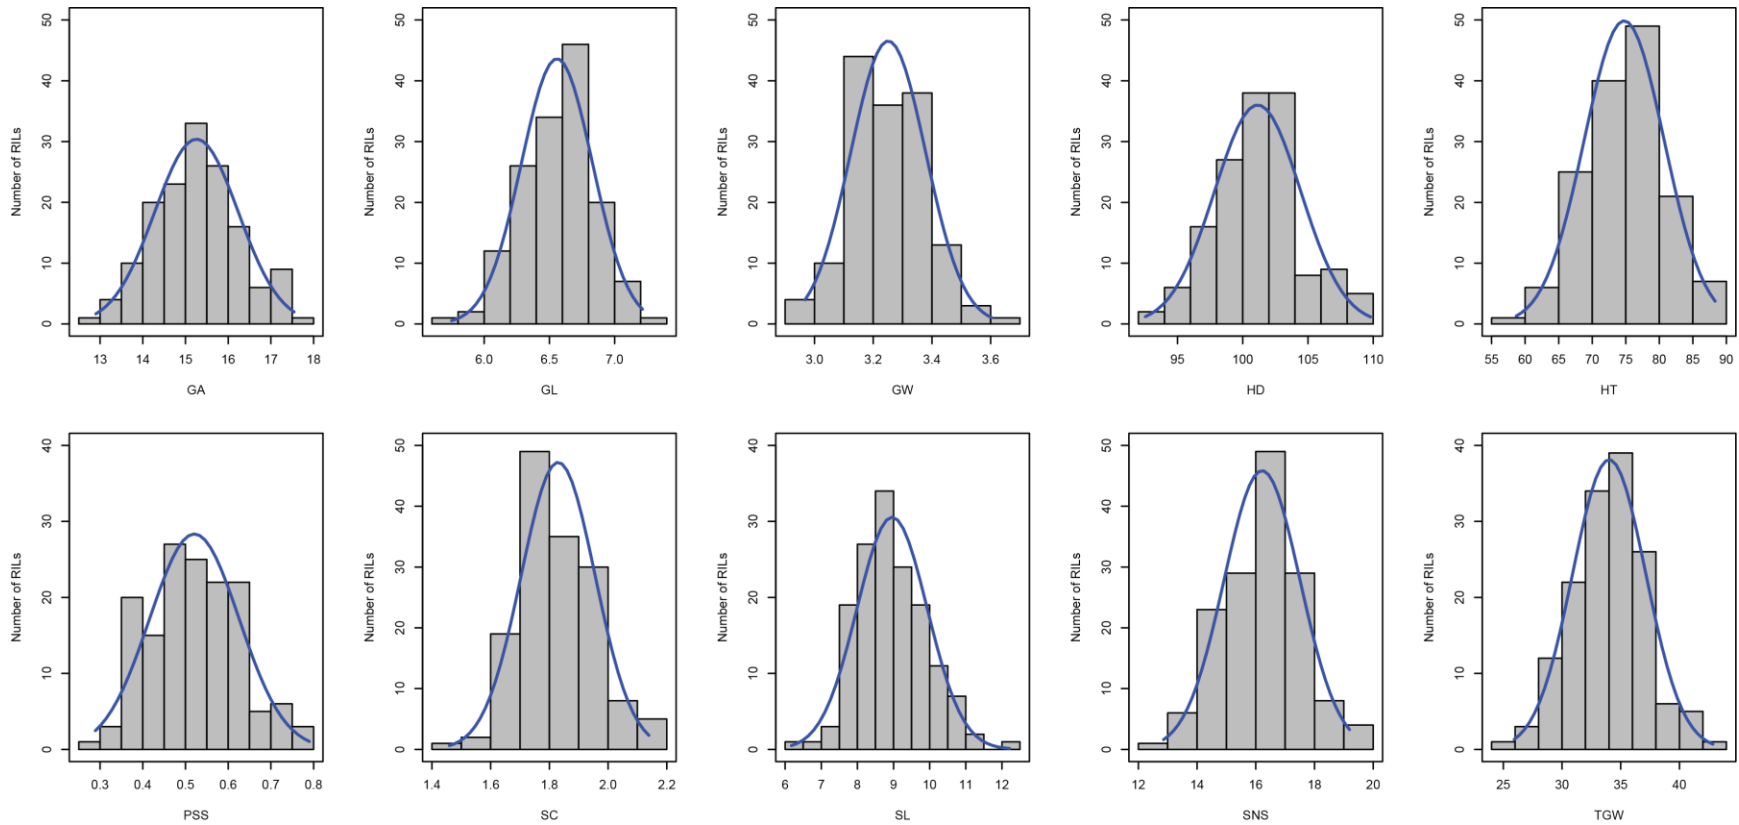 50
40
30
20
10
0
Number of RILs
13 14 15 16 17 18
GA
50
40
30
20
10
0
Number of RILs
6.0 6.5 7.0
GL
50
40
30
20
10
0
Number of RILs
3.0 3.2 3.4 3.6
GW
50
40
30
20
10
0
Number of RILs
95 100 105 110
HD
50
40
30
20
10
0
Number of RILs
55 60 65 70 75 80 85 90
HT
40
30
20
10
0
Number of RILs
0.3 0.4 0.5 0.6 0.7 0.8
PSS
50
40
30
20
10
0
Number of RILs
1.4 1.6 1.8 2.0 2.2
SC
40
30
20
10
0
Number of RILs
6 7 8 9 10 11 12
SL
50
40
30
20
10
0
Number of RILs
12 14 16 18 20
SNS
40
30
20
10
0
Number of RILs
25 30 35 40
TGW